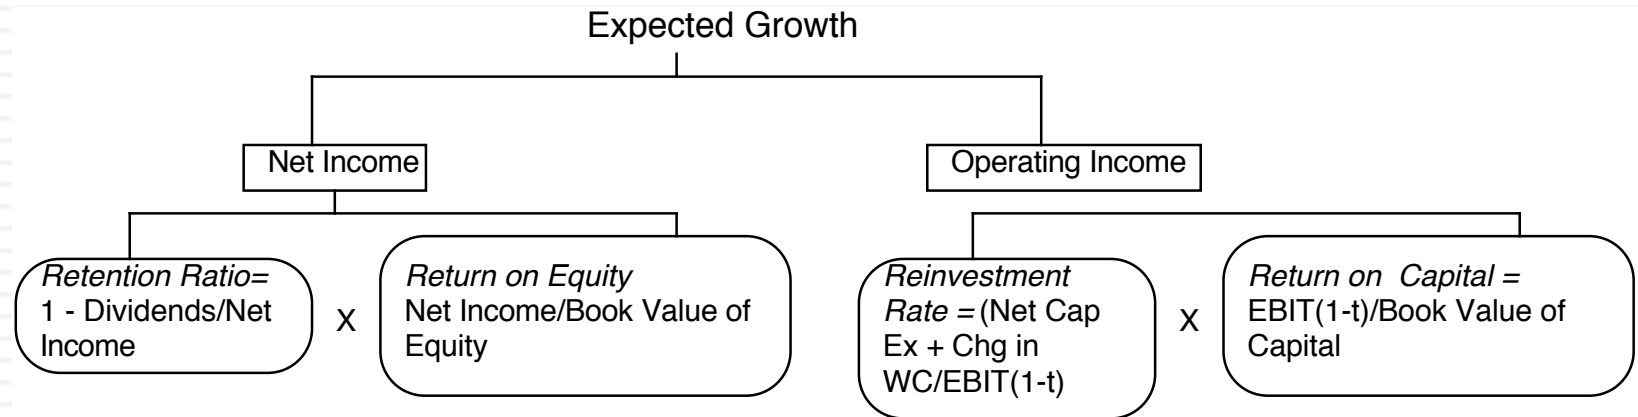 Expected Growth
Net Income
Operating Income
Retention Ratio=
1 - Dividends/Net
Income
X
Return on Equity
Net Income/Book Value of
Equity
Reinvestment
Rate = (Net Cap
Ex + Chg in
WC/EBIT(1-t)
X
Return on  Capital =
EBIT(1-t)/Book Value of
Capital